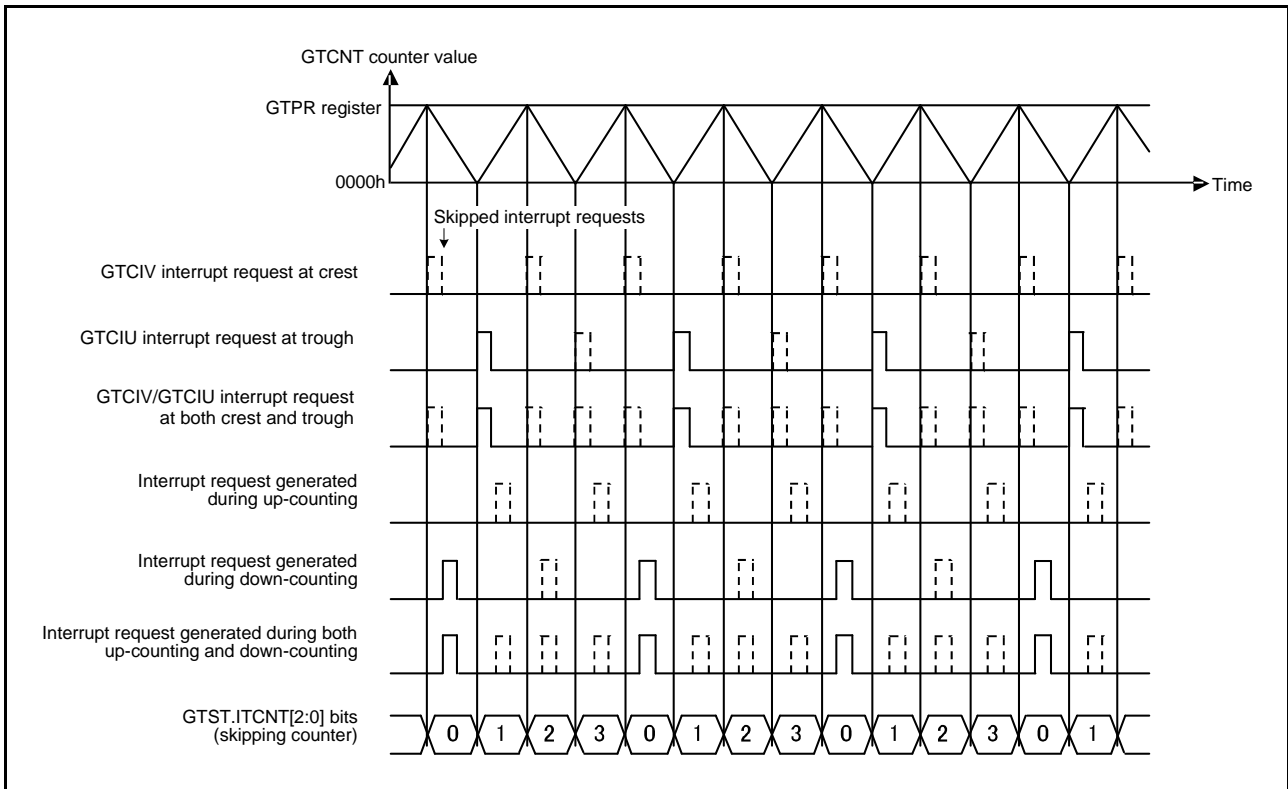 GTCNT counter value
GTPR register
0000h
Time
Skipped interrupt requests
GTCIV interrupt request at crest
GTCIU interrupt request at trough
GTCIV/GTCIU interrupt request
at both crest and trough
Interrupt request generated
during up-counting
Interrupt request generated
during down-counting
Interrupt request generated during both
up-counting and down-counting
GTST.ITCNT[2:0] bits
(skipping counter)
0 1 2 3 0 1 2 3 0 1 2 3 0 1